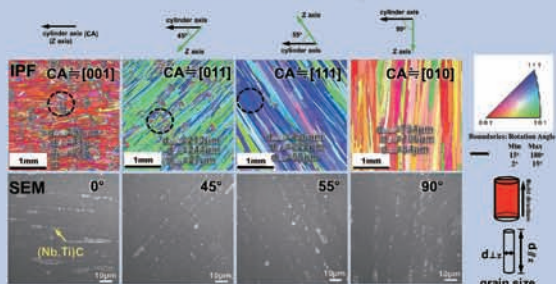 cylinder axis (CA)
(Z axis)
cylinder axis
45°
Z axis
Z axis
55°
cylinder axis
cylinder axis
90°
Z axis
IPF
CA≒[001]
CA≒[011]
CA≒[111]
CA≒[010]
1mm
1mm
1mm
1mm
111
001
101
Boundaries: Rotation Angle
Min Max
15° 180°
2° 15°
SEM
0°
45°
55°
90°
(Nb,Ti)C
10μm
10μm
10μm
10μm
Build direction
d⊥z
d∥z
grain size